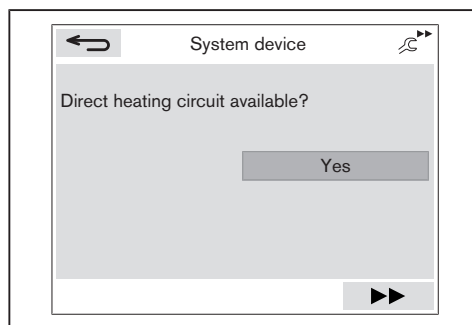 System device
Direct heating circuit available?
Yes